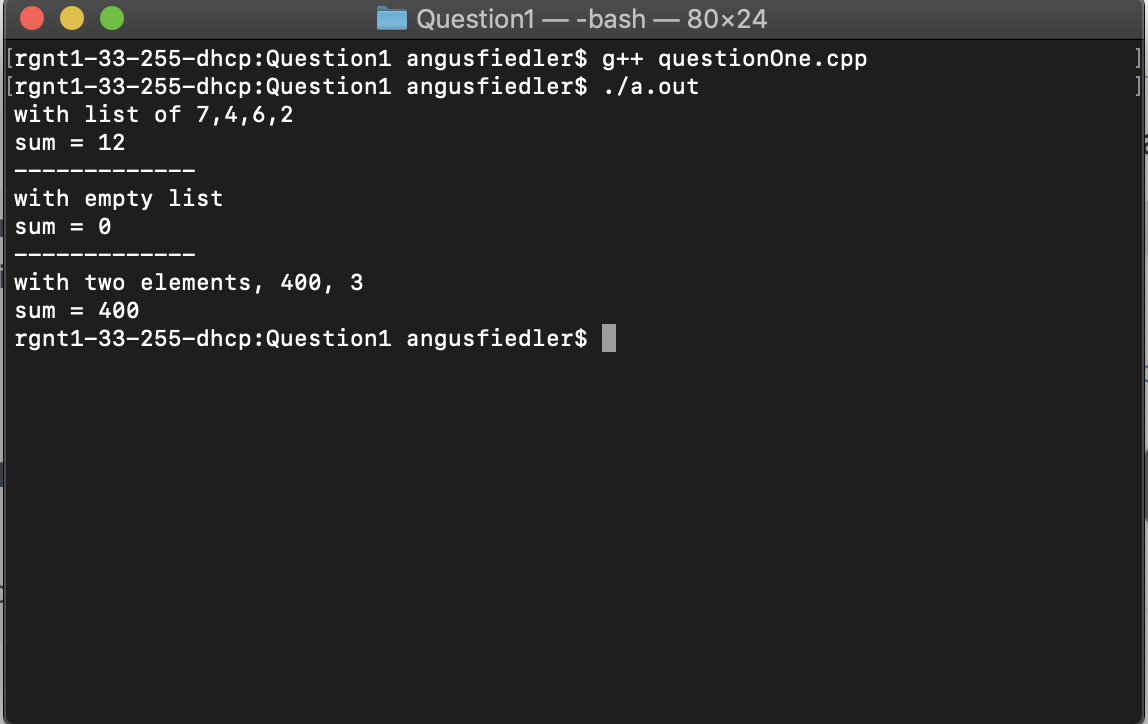 Question1 — -bash — 80×24
[rgnt1-33-255-dhcp:Question1 angusfiedler$ g++ questionOne.cpp ]
[rgnt1-33-255-dhcp:Question1 angusfiedler$ ./a.out ]
with list of 7,4,6,2
sum = 12
-------------
with empty list
sum = 0
-------------
with two elements, 400, 3
sum = 400
rgnt1-33-255-dhcp:Question1 angusfiedler$